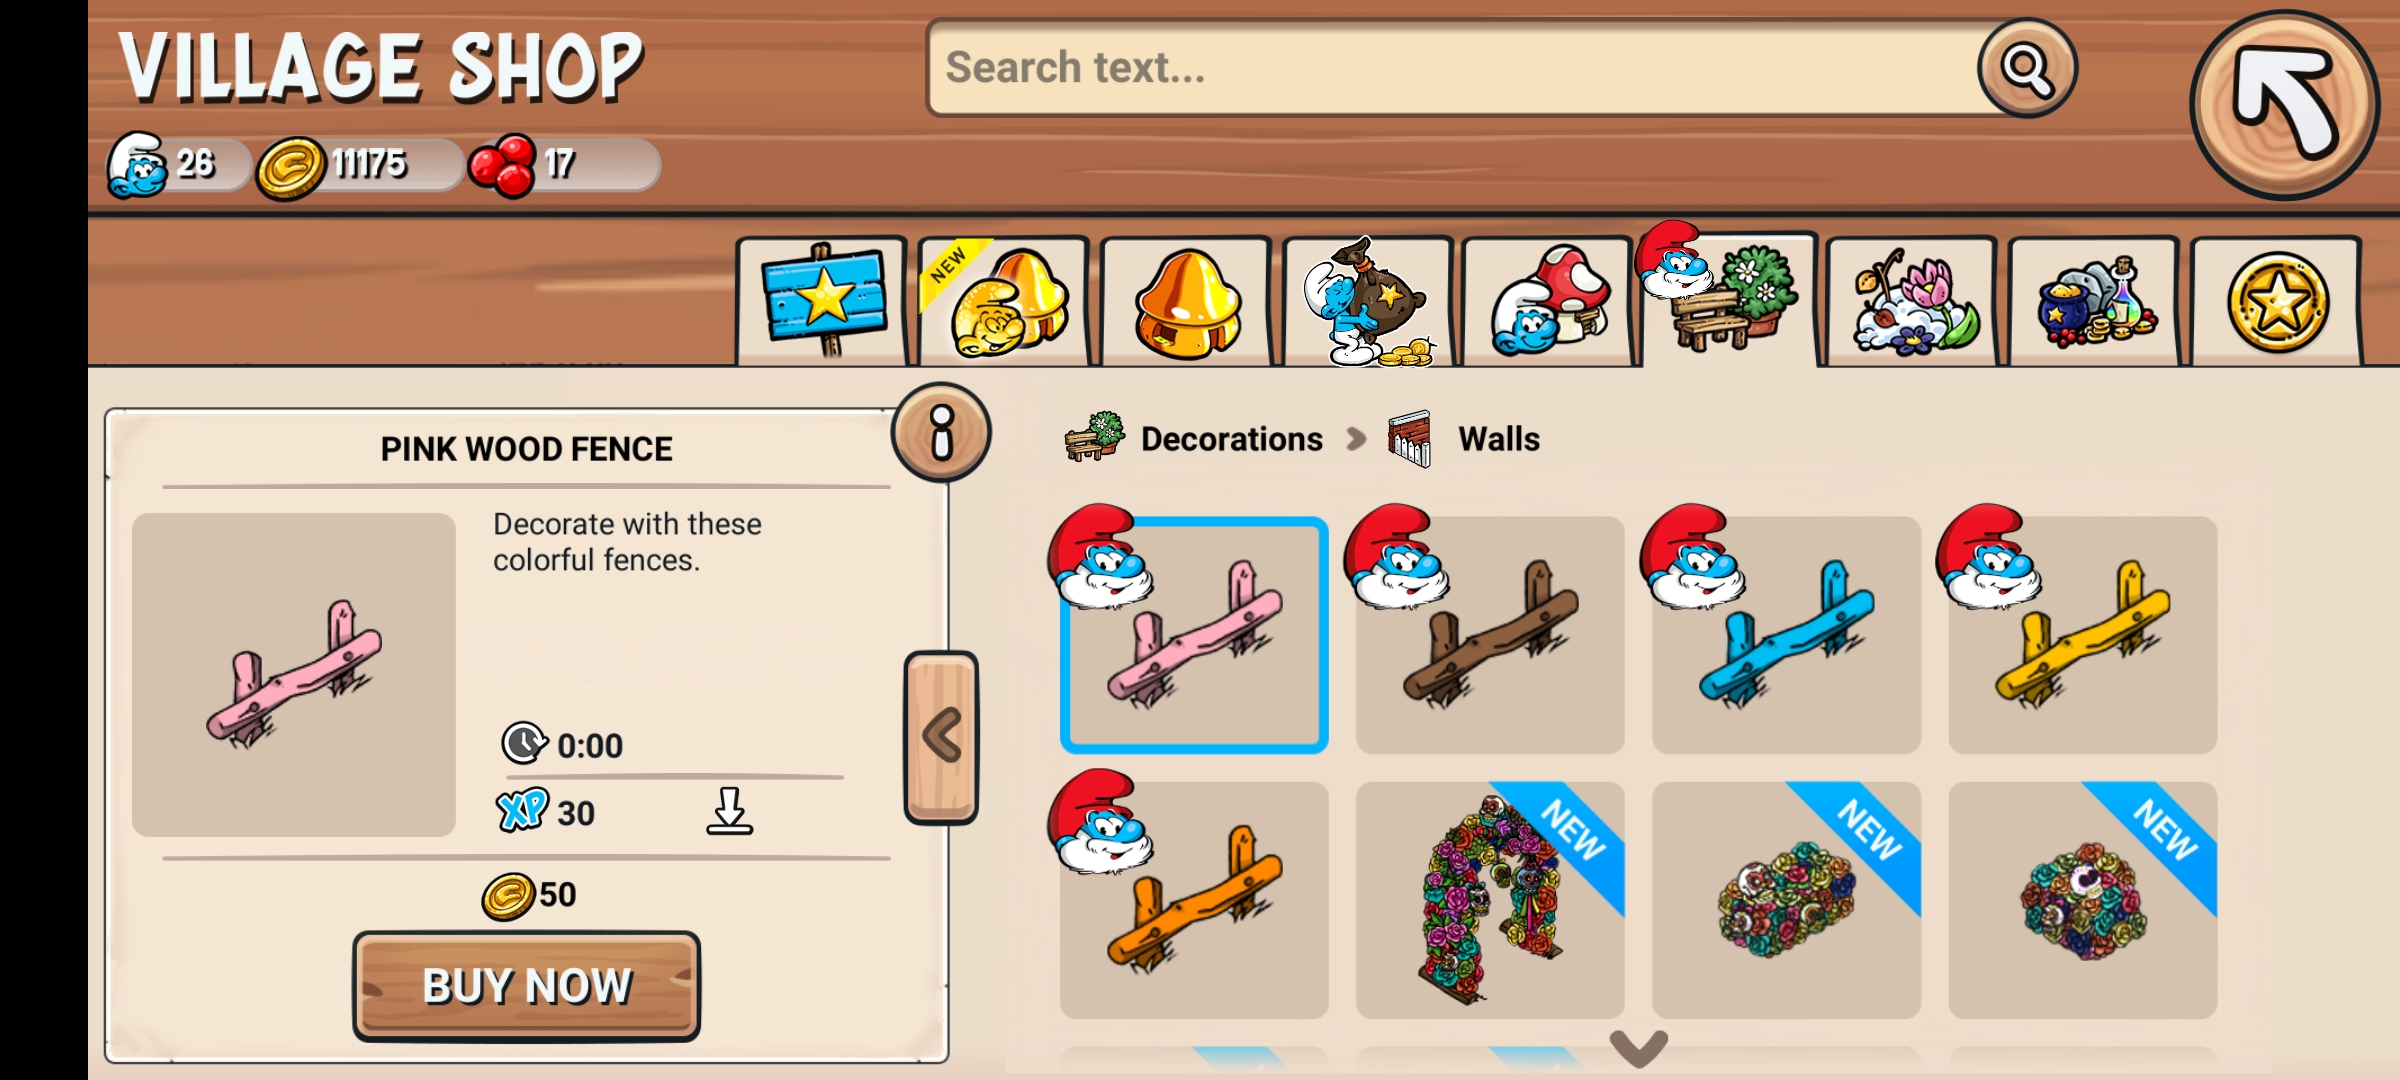 VILLAGE SHOP
Search text...
26
11175
17
NEW
PINK WOOD FENCE
Decorate with these
colorful fences.
0:00
XP 30
50
BUY NOW
Decorations > Walls
NEW
NEW
NEW